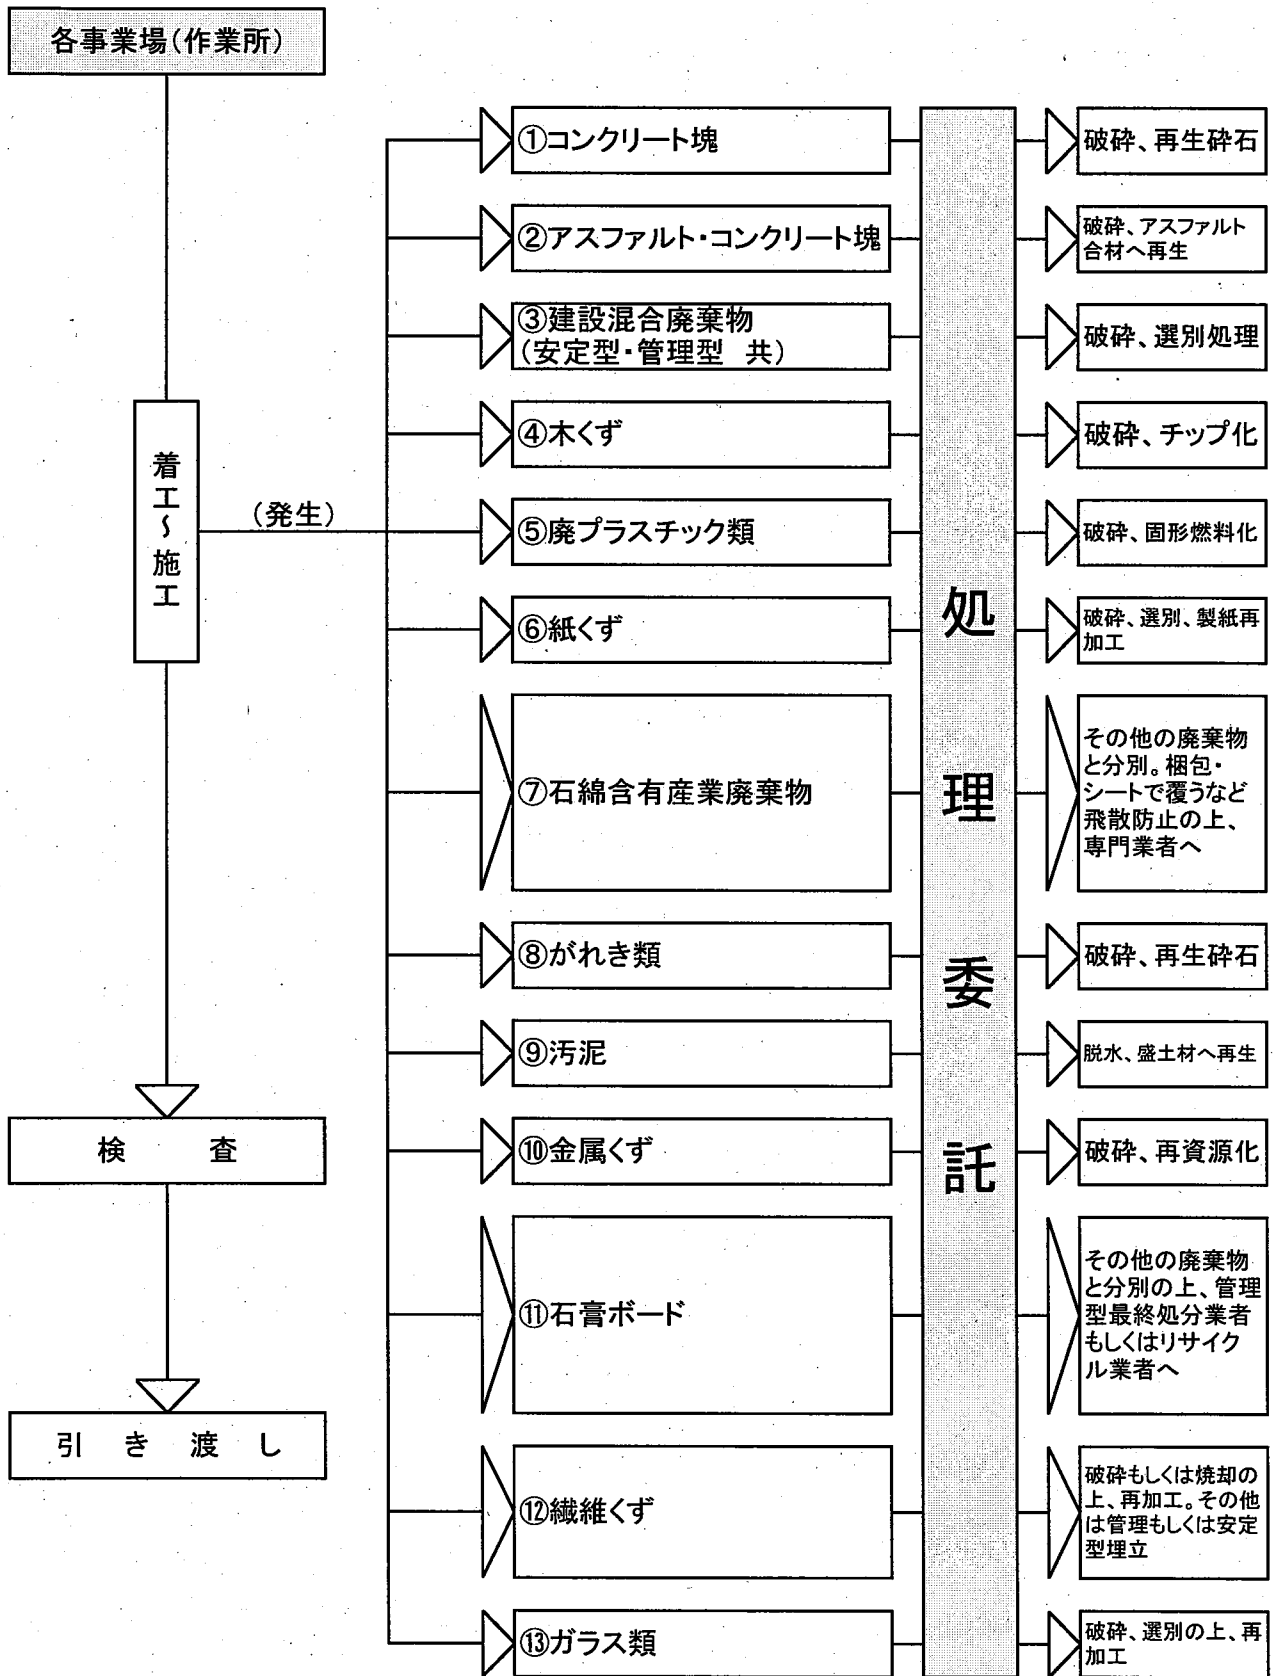 各事業場(作業所)
着工～施工
(発生)
検査
引き渡し
①コンクリート塊
②アスファルト・コンクリート塊
③建設混合廃棄物
(安定型・管理型 共)
④木くず
⑤廃プラスチック類
⑥紙くず
⑦石綿含有産業廃棄物
⑧がれき類
⑨汚泥
⑩金属くず
⑪石膏ボード
⑫繊維くず
⑬ガラス類
処理委託
破砕、再生砕石
破砕、アスファルト
合材へ再生
破砕、選別処理
破砕、チップ化
破砕、固形燃料化
破砕、選別、製紙再
加工
その他の廃棄物
と分別。梱包・
シートで覆うなど
飛散防止の上、
専門業者へ
破砕、再生砕石
脱水、盛土材へ再生
破砕、再資源化
その他の廃棄物
と分別の上、管理
型最終処分業者
もしくはリサイク
ル業者へ
破砕もしくは焼却の
上、再加工。その他
は管理もしくは安定
型埋立
破砕、選別の上、再
加工